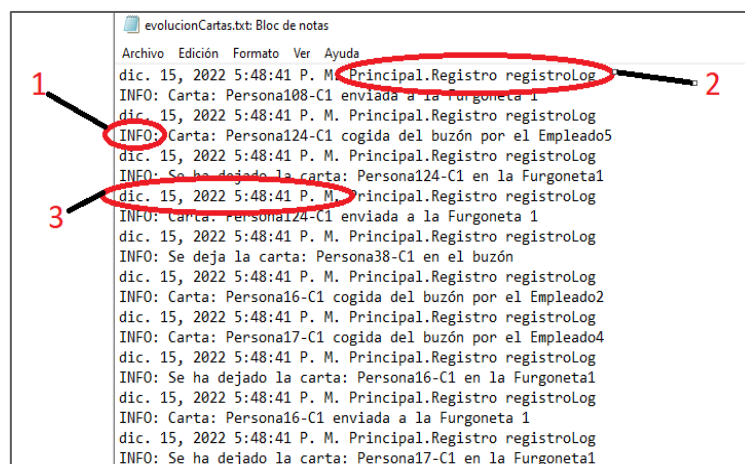 evolucionCartas.txt: Bloc de notas
Archivo Edición Formato Ver Ayuda
dic. 15, 2022 5:48:41 P. M. Principal.Registro registroLog
2
1
INFO: Carta: Persona108-C1 enviada a la Furgoneta 1
dic. 15, 2022 5:48:41 P. M. Principal.Registro registroLog
INFO: Carta: Persona124-C1 cogida del buzón por el Empleado5
dic. 15, 2022 5:48:41 P. M. Principal.Registro registroLog
INFO: Se ha dejado la carta: Persona124-C1 en la Furgoneta1
dic. 15, 2022 5:48:41 P. M. Principal.Registro registroLog
3
INFO: Carta: Persona124-C1 enviada a la Furgoneta 1
dic. 15, 2022 5:48:41 P. M. Principal.Registro registroLog
INFO: Se deja la carta: Persona38-C1 en el buzón
dic. 15, 2022 5:48:41 P. M. Principal.Registro registroLog
INFO: Carta: Persona16-C1 cogida del buzón por el Empleado2
dic. 15, 2022 5:48:41 P. M. Principal.Registro registroLog
INFO: Carta: Persona17-C1 cogida del buzón por el Empleado4
dic. 15, 2022 5:48:41 P. M. Principal.Registro registroLog
INFO: Se ha dejado la carta: Persona16-C1 en la Furgoneta1
dic. 15, 2022 5:48:41 P. M. Principal.Registro registroLog
INFO: Carta: Persona16-C1 enviada a la Furgoneta 1
dic. 15, 2022 5:48:41 P. M. Principal.Registro registroLog
INFO: Se ha dejado la carta: Persona17-C1 en la Furgoneta1